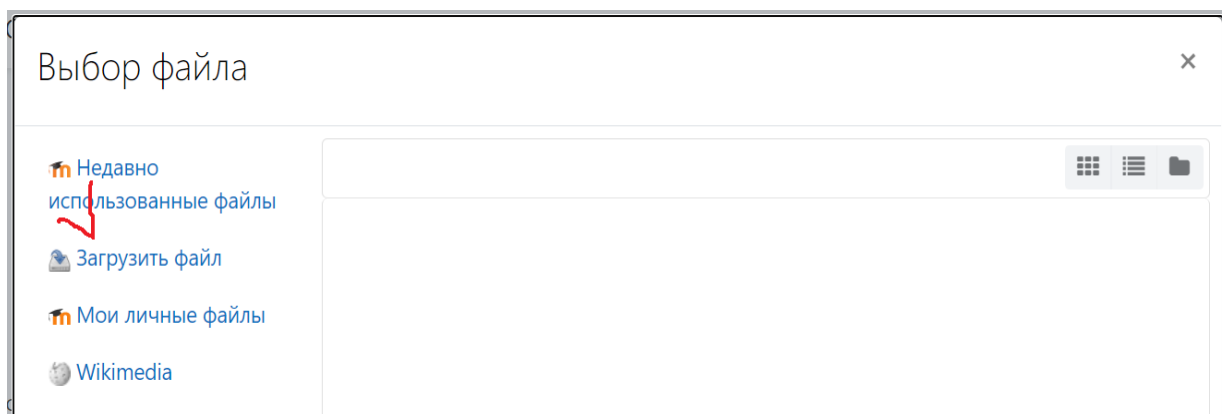 Выбор файла
×
Недавно
использованные файлы
Загрузить файл
Мои личные файлы
Wikimedia